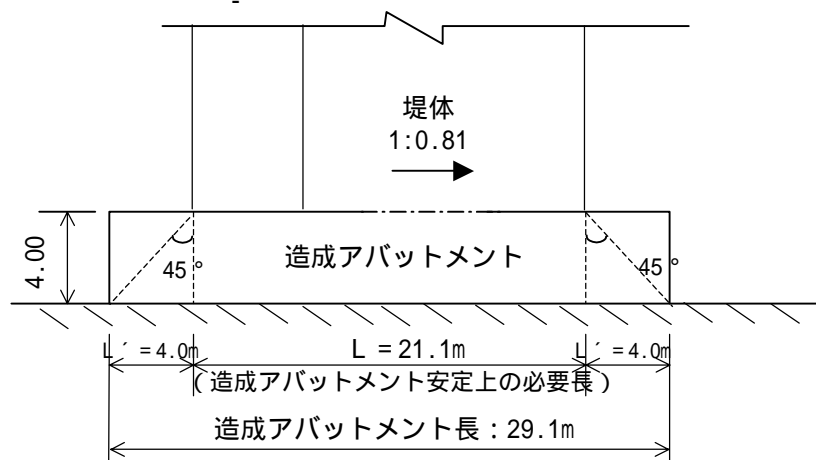 堤体
1:0.81
4.00
45°
造成アバットメント
45°
L´=4.0m
L=21.1m
L´=4.0m
(造成アバットメント安定上の必要長)
造成アバットメント長:29.1m